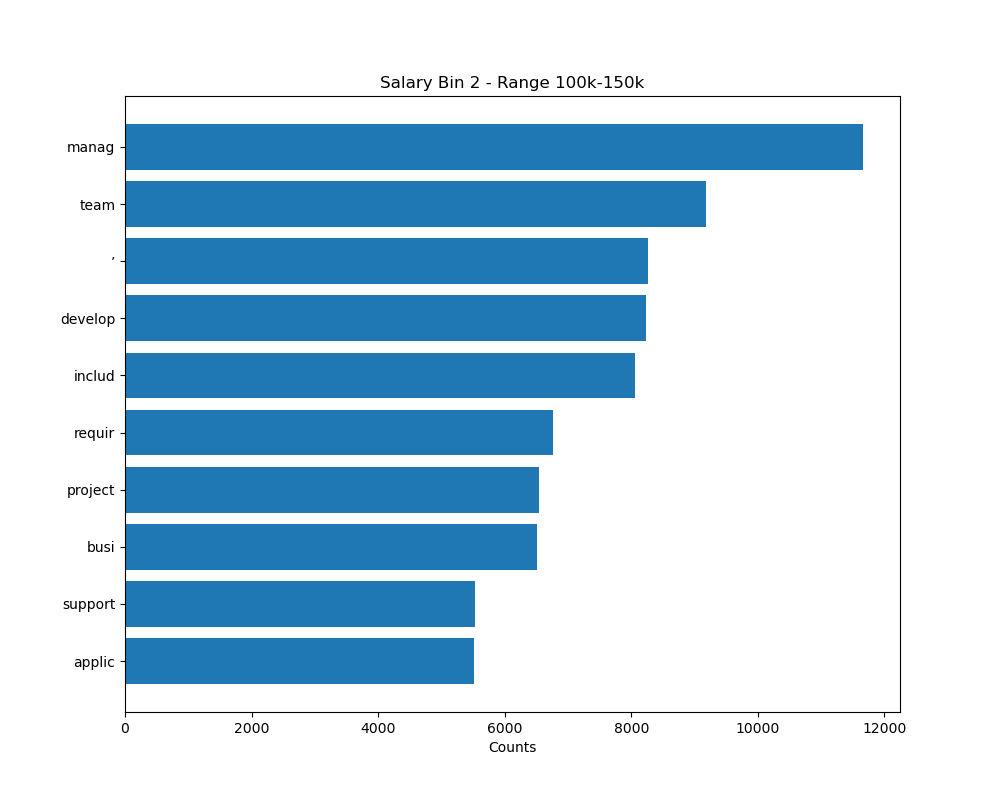 Salary Bin 2 - Range 100k-150k
manag
team
’
develop
includ
requir
project
busi
support
applic
0 2000 4000 6000 8000 10000 12000
Counts